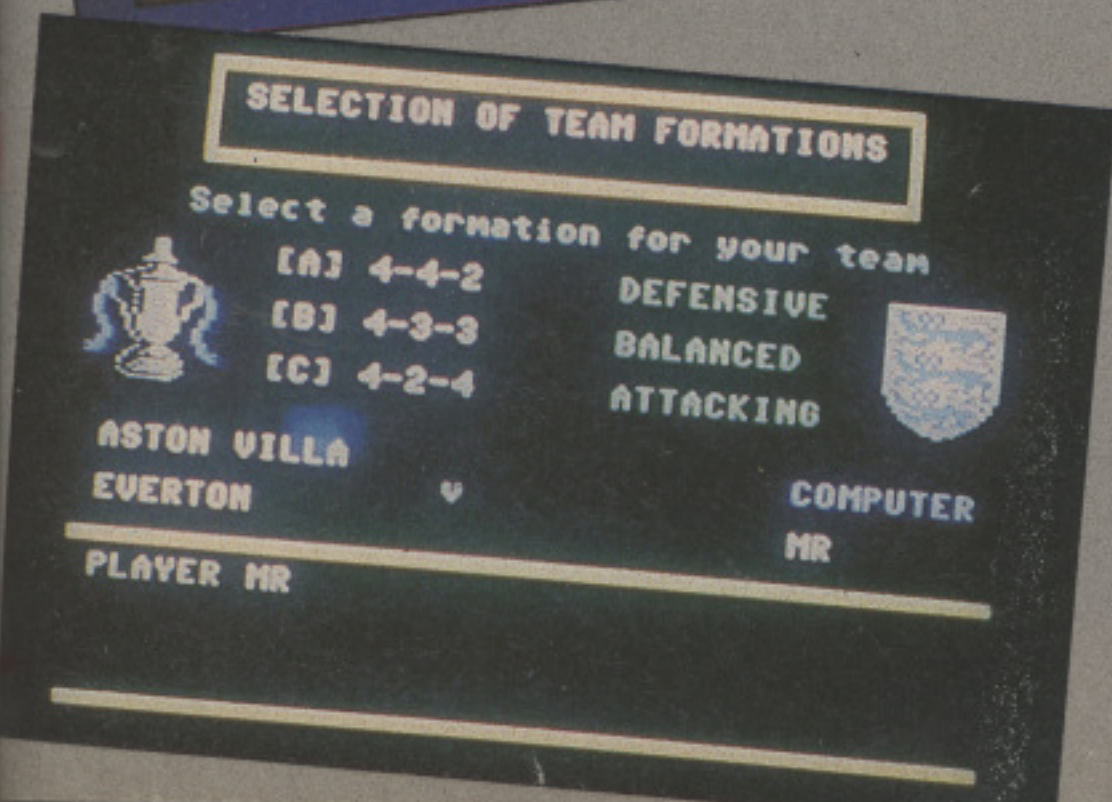 SELECTION OF TEAM FORMATIONS
Select a formation for your team
[A] 4-4-2 DEFENSIVE
[B] 4-3-3 BALANCED
[C] 4-2-4 ATTACKING
ASTON VILLA COMPUTER
EVERTON v MR
PLAYER MR